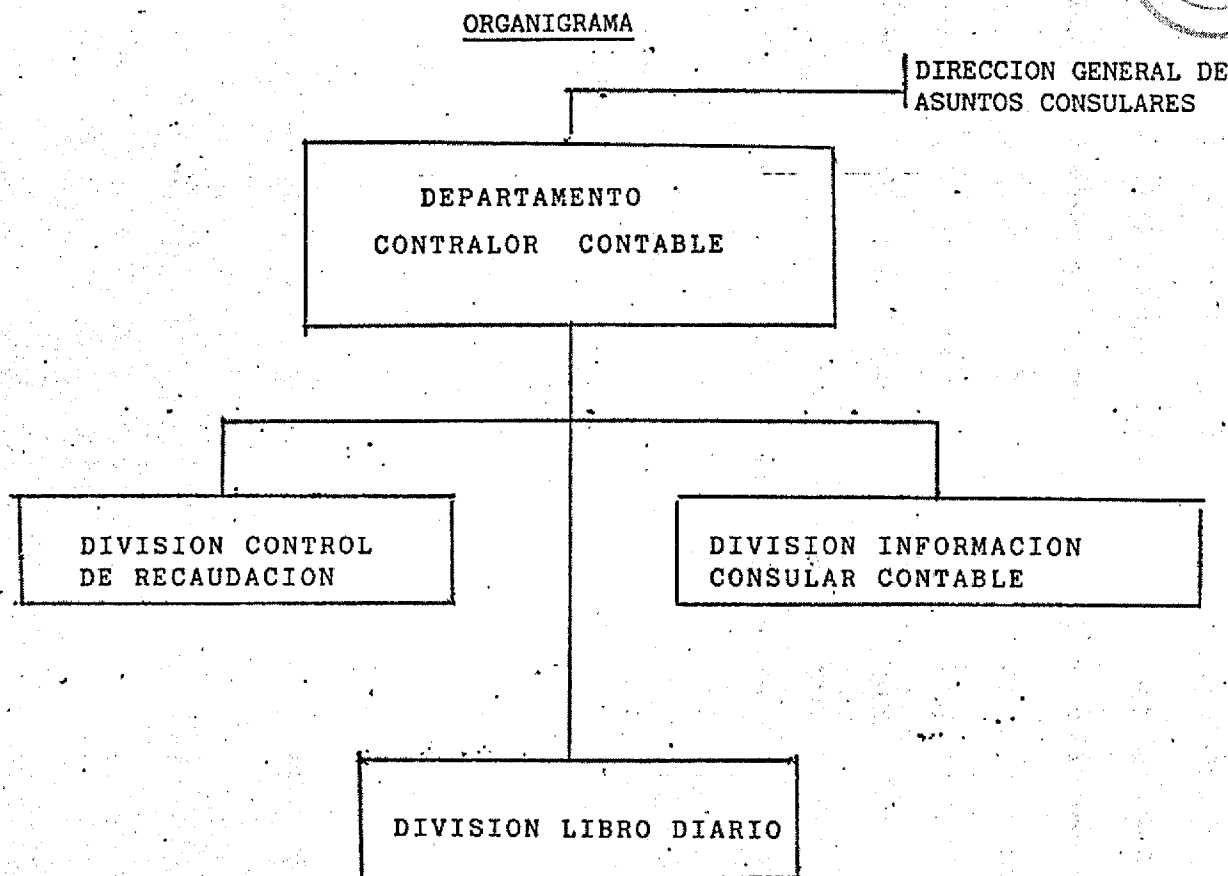 ORGANIGRAMA
DIRECCION GENERAL DE
ASUNTOS CONSULARES
DEPARTAMENTO
CONTRALOR CONTABLE
DIVISION CONTROL
DE RECAUDACION
DIVISION INFORMACION
CONSULAR CONTABLE
DIVISION LIBRO DIARIO